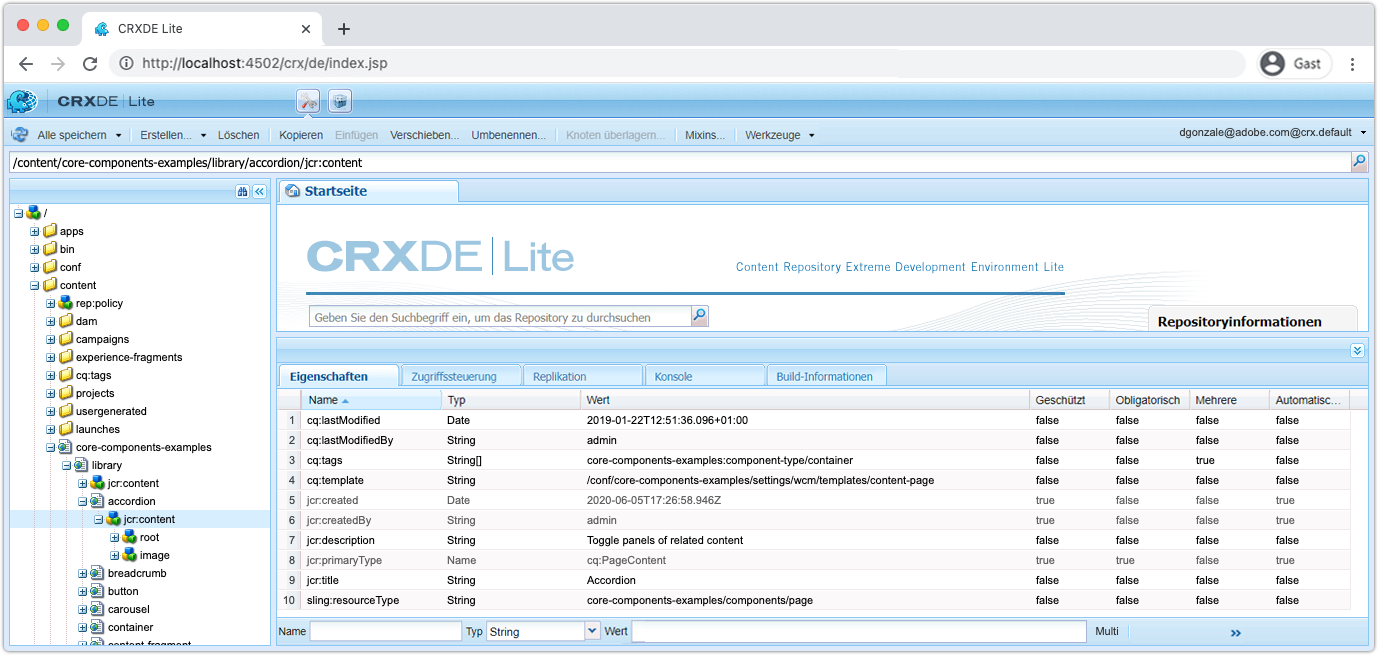 CRXDE Lite
http://localhost:4502/crx/de/index.jsp
Gast
CRXDE | Lite
Alle speichern Erstellen... Löschen Kopieren Einfügen Verschieben... Umbenennen... Knoten überlagern... Mixins... Werkzeuge dgonzale@adobe.com@crx.default
/content/core-components-examples/library/accordion/jcr:content
/
apps
bin
conf
content
rep:policy
dam
campaigns
experience-fragments
cq:tags
projects
usergenerated
launches
core-components-examples
library
jcr:content
accordion
jcr:content
root
image
breadcrumb
button
carousel
container
content-fragment
Startseite
CRXDE | Lite
Content Repository Extreme Development Environment Lite
Geben Sie den Suchbegriff ein, um das Repository zu durchsuchen
Repositoryinformationen
Eigenschaften Zugriffssteuerung Replikation Konsole Build-Informationen
Name Typ Wert Geschützt Obligatorisch Mehrere Automatisc...
1 cq:lastModified Date 2019-01-22T12:51:36.096+01:00 false false false false
2 cq:lastModifiedBy String admin false false false false
3 cq:tags String[] core-components-examples:component-type/container false false true false
4 cq:template String /conf/core-components-examples/settings/wcm/templates/content-page false false false false
5 jcr:created Date 2020-06-05T17:26:58.946Z true false false true
6 jcr:createdBy String admin true false false true
7 jcr:description String Toggle panels of related content false false false false
8 jcr:primaryType Name cq:PageContent true true false true
9 jcr:title String Accordion false false false false
10 sling:resourceType String core-components-examples/components/page false false false false
Name Typ String Wert Multi